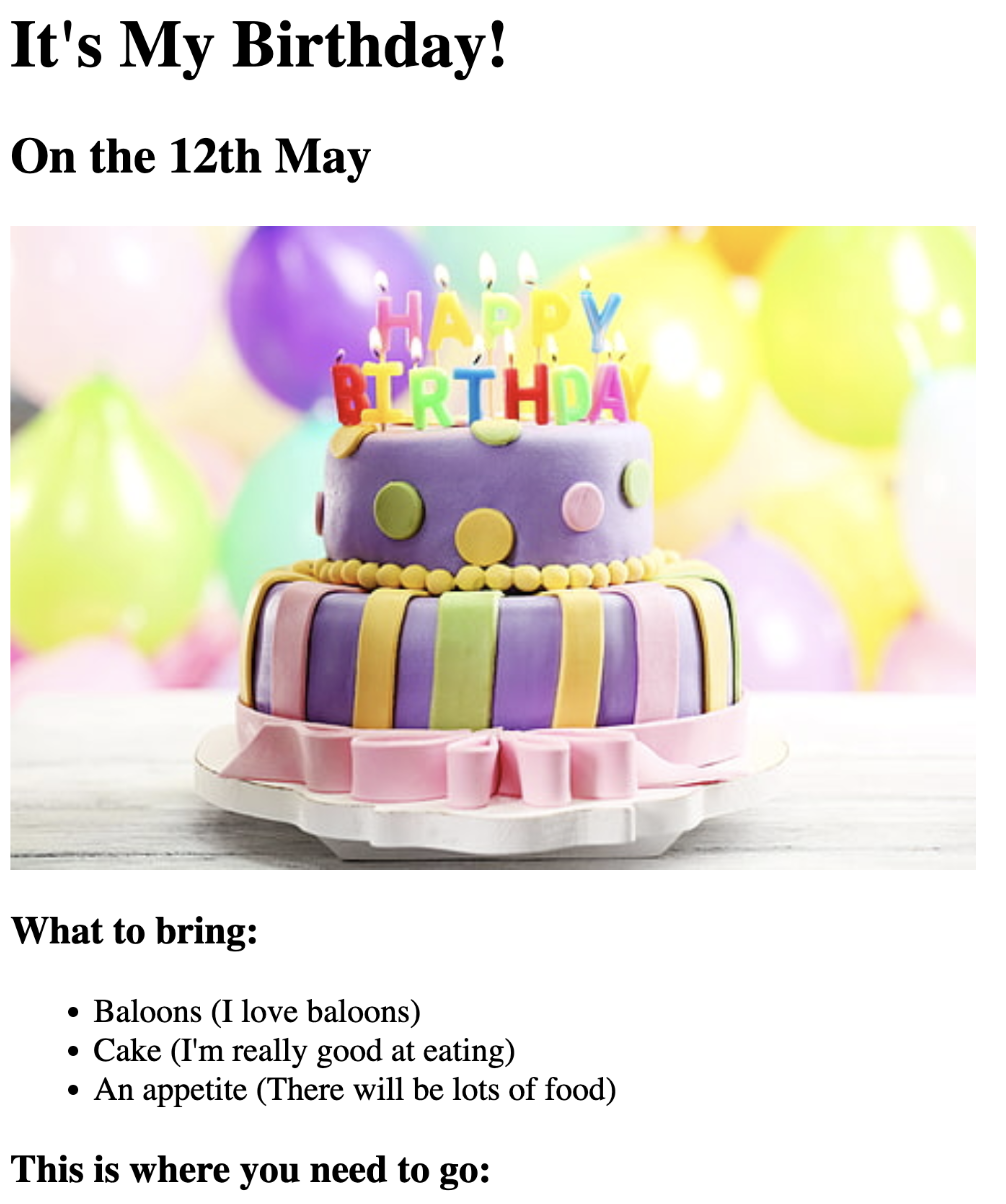 It's My Birthday!
On the 12th May
HAPPY
BIRTHDAY
What to bring:
Baloons (I love baloons)
Cake (I'm really good at eating)
An appetite (There will be lots of food)
This is where you need to go: